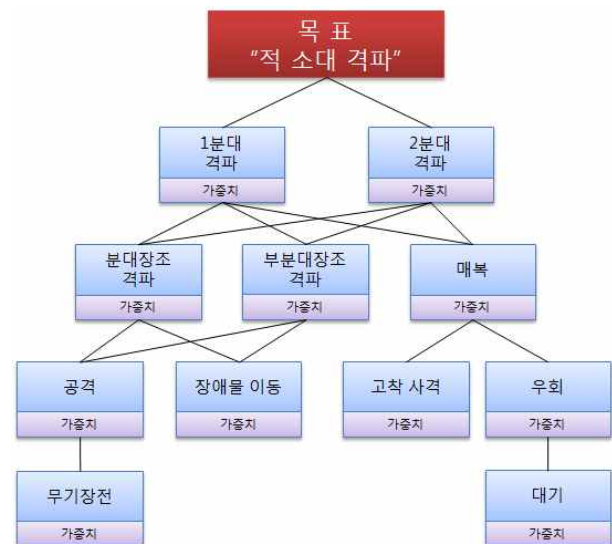 목 표
"적 소대 격파"
1분대
격파
가중치
2분대
격파
가중치
분대장조
격파
가중치
부분대장조
격파
가중치
매복
가중치
공격
가중치
장애물 이동
가중치
고착 사격
가중치
우회
가중치
무기장전
가중치
대기
가중치